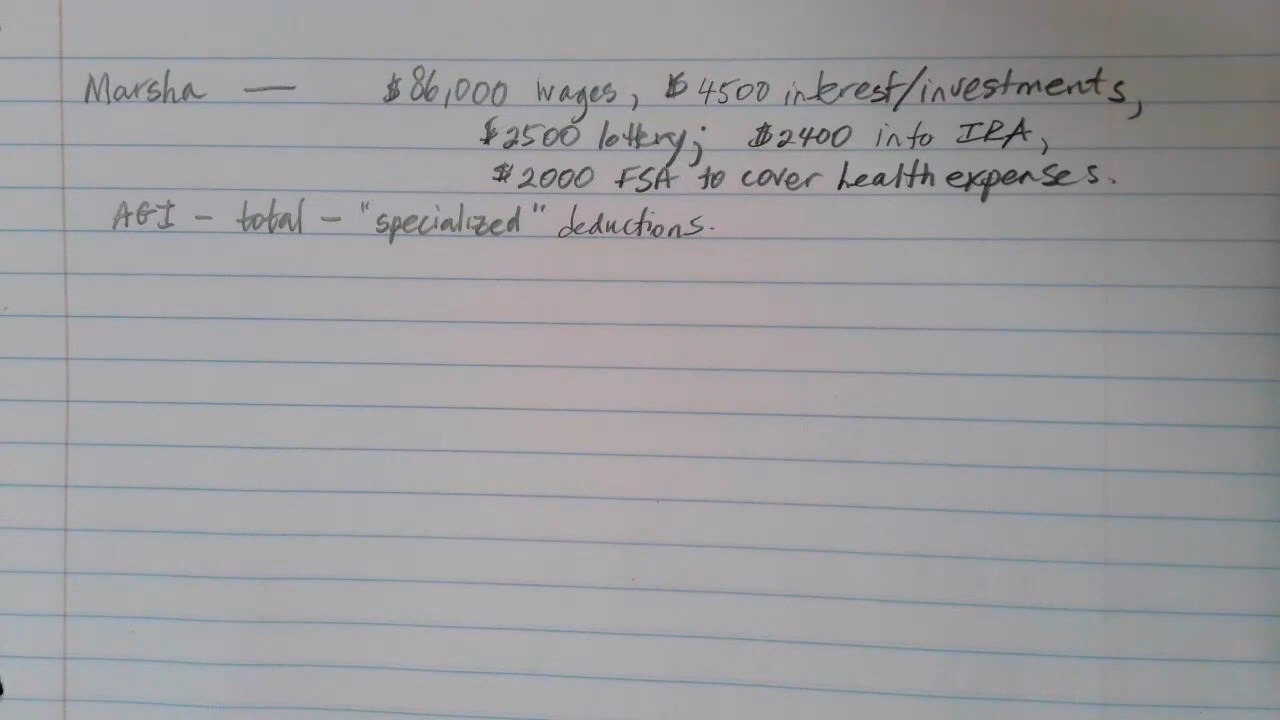 Marsha — $86,000 wages, $4500 interest/investments,
$2500 lottery; $2400 into IRA,
$2000 FSA to cover health expenses.
AGI - total - "specialized" deductions.